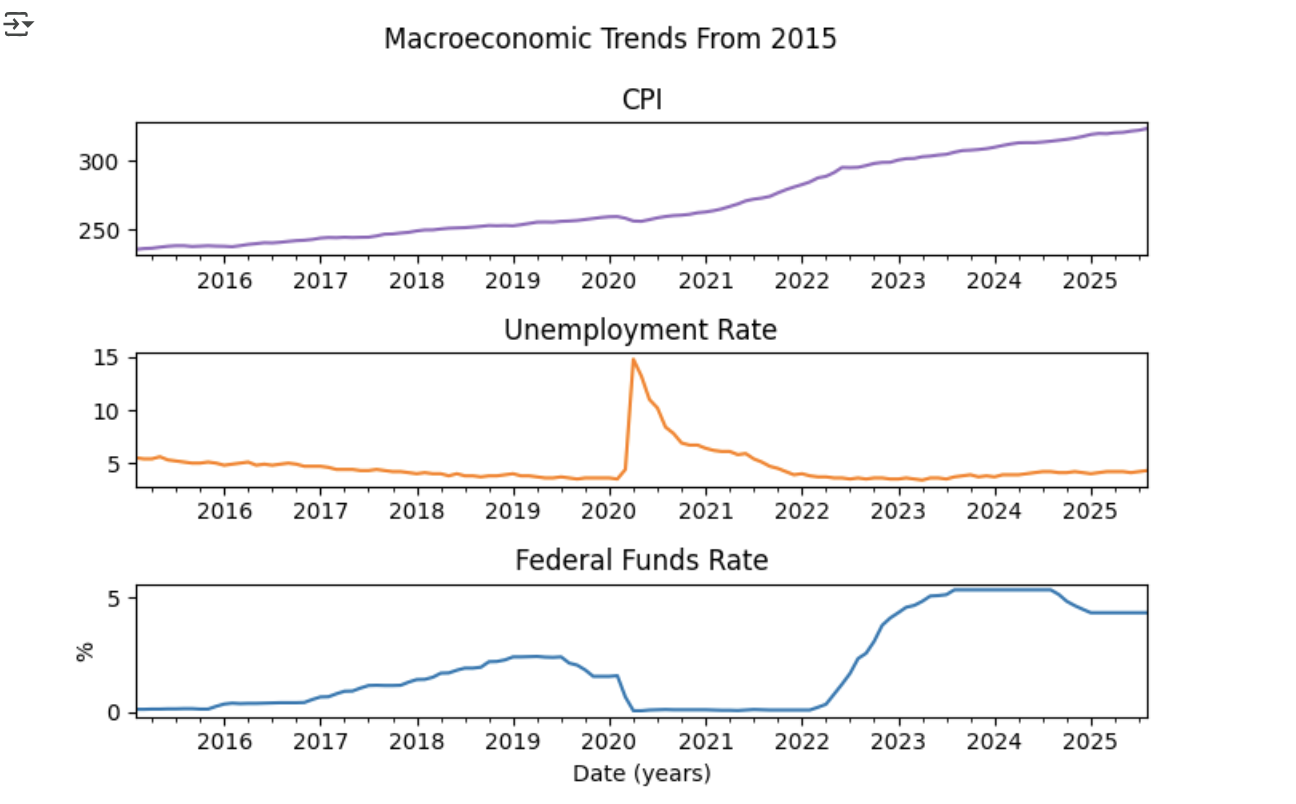 Macroeconomic Trends From 2015
CPI
300
250
2016 2017 2018 2019 2020 2021 2022 2023 2024 2025
Unemployment Rate
15
10
5
2016 2017 2018 2019 2020 2021 2022 2023 2024 2025
Federal Funds Rate
5
%
0
2016 2017 2018 2019 2020 2021 2022 2023 2024 2025
Date (years)